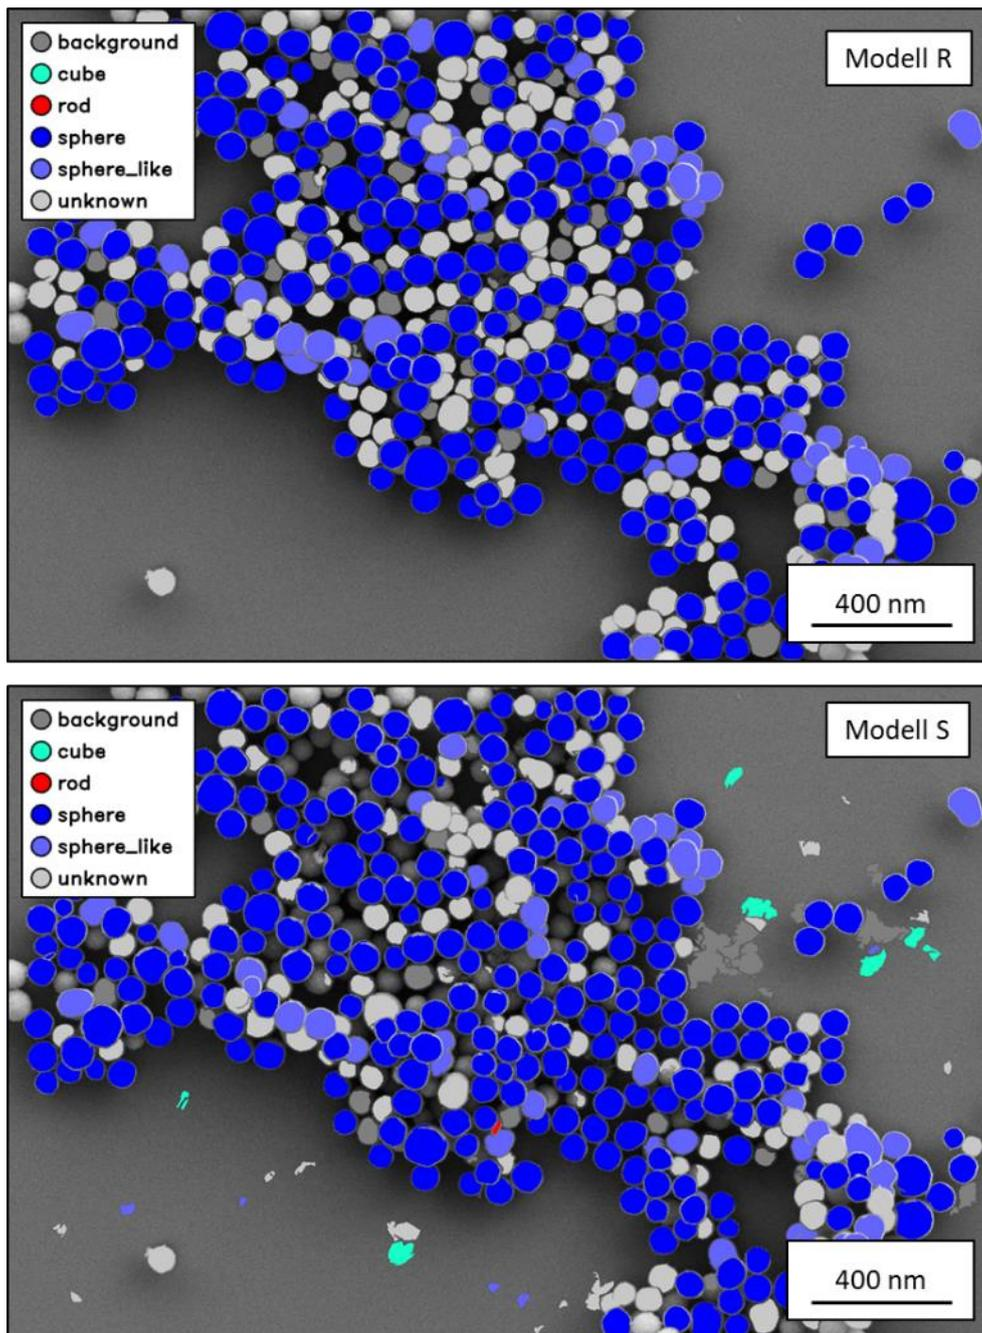 background
cube
rod
sphere
sphere_like
unknown
Modell R
400 nm
background
cube
rod
sphere
sphere_like
unknown
Modell S
400 nm